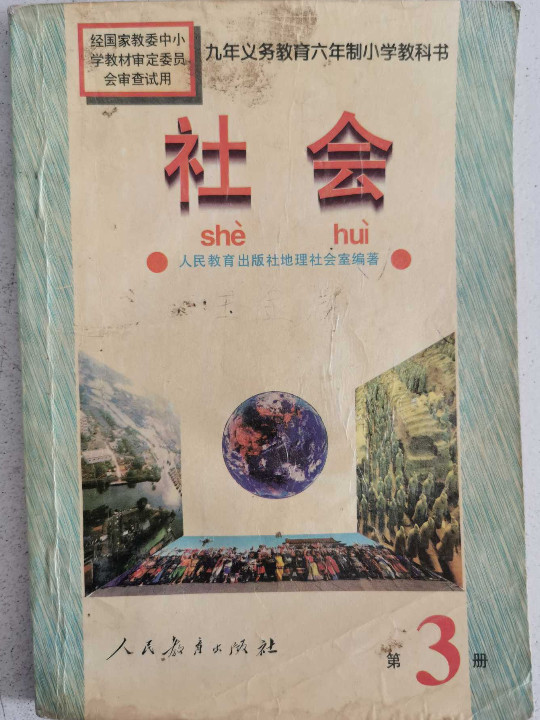 经国家教委中小
学教材审定委员
会审查试用
九年义务教育六年制小学教科书
社会
shè huì
人民教育出版社地理社会室编著
人民教育出版社
第3册